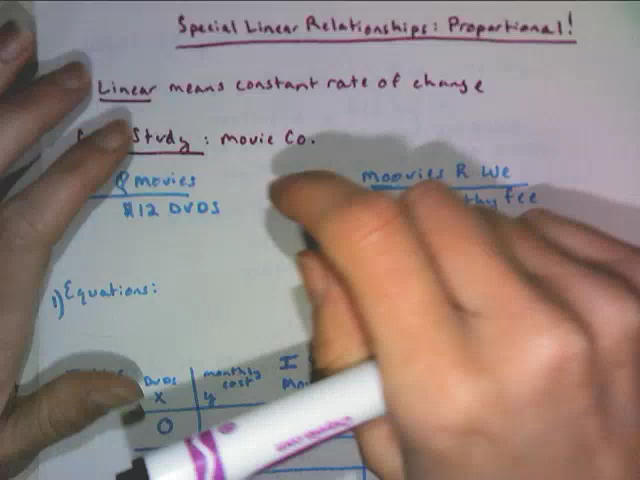 Special Linear Relationships: Proportional!
Linear means constant rate of change
Study: Movie Co.
movies
Moovies R We
$12 DVDS
fee
1) Equations:
DVDS
monthly
cost
I
x
y
0